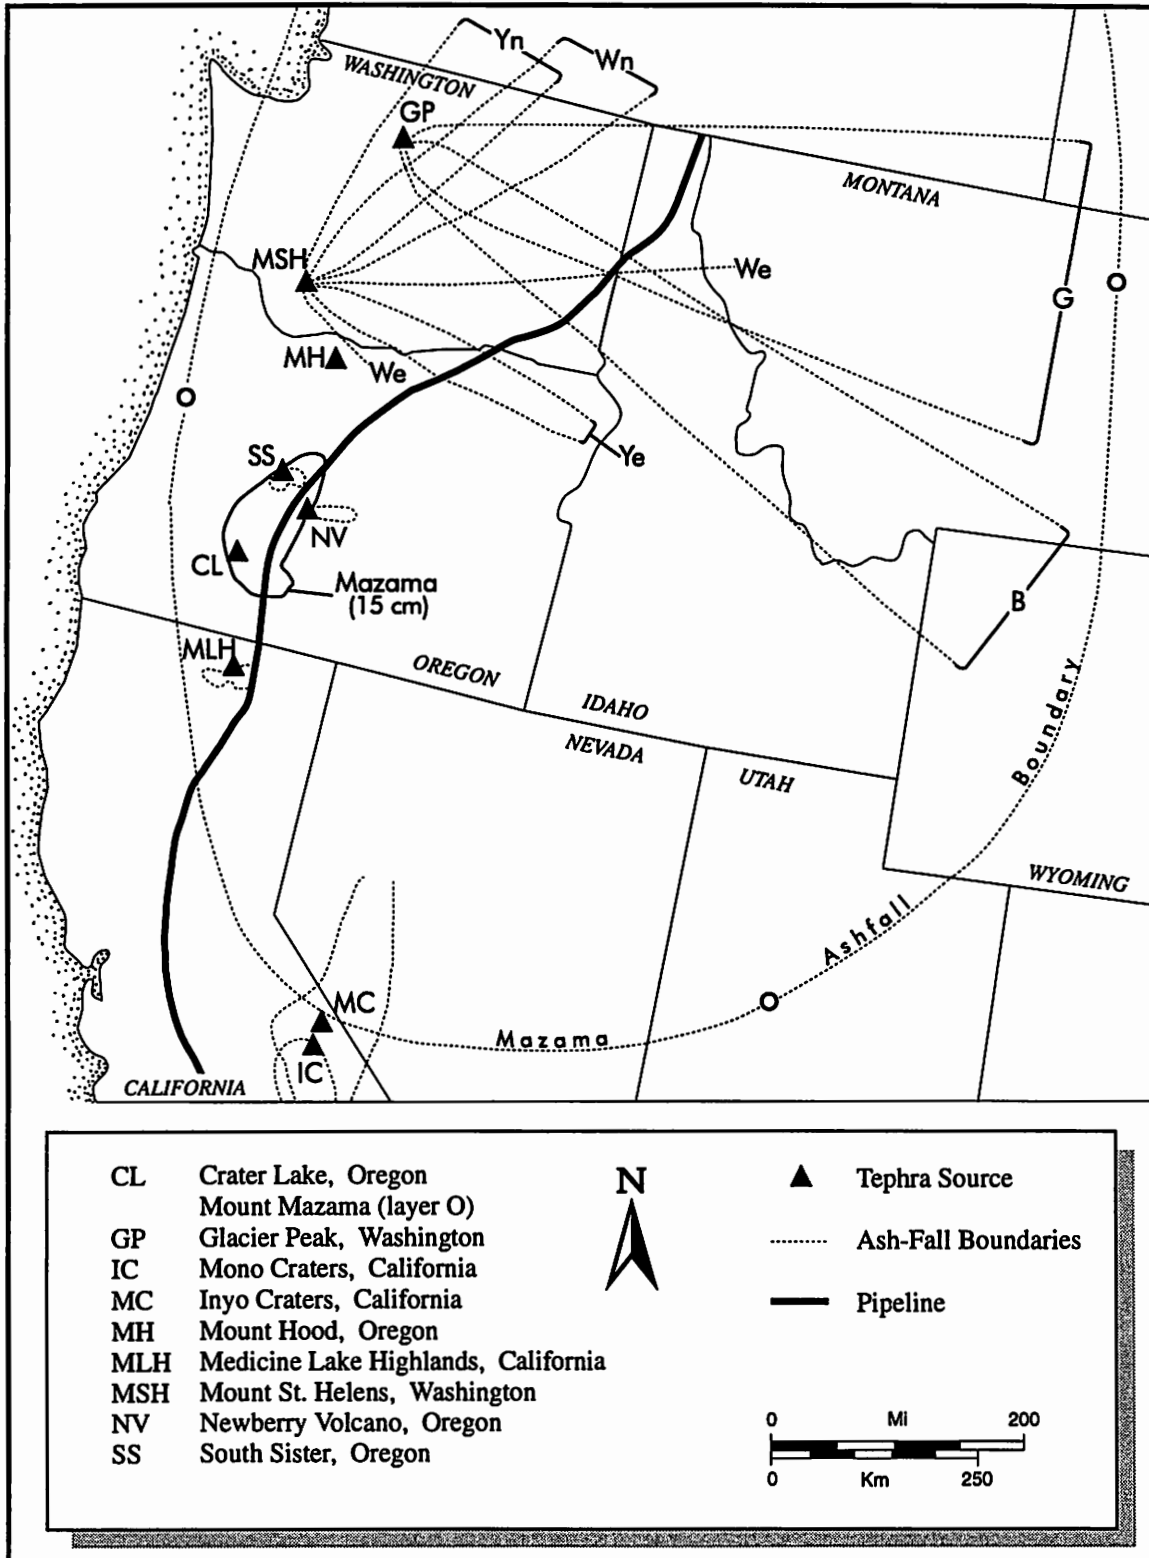 Yn
Wn
WASHINGTON
GP
MONTANA
MSH
We
O
G
MH
We
O
SS
Ye
NV
CL
Mazama
(15 cm)
B
MLH
OREGON
IDAHO
NEVADA
UTAH
Boundary
WYOMING
Ashfall
MC
O
Mazama
IC
CALIFORNIA
CL Crater Lake, Oregon
Mount Mazama (layer O)
GP Glacier Peak, Washington
IC Mono Craters, California
MC Inyo Craters, California
MH Mount Hood, Oregon
MLH Medicine Lake Highlands, California
MSH Mount St. Helens, Washington
NV Newberry Volcano, Oregon
SS South Sister, Oregon
N
Tephra Source
Ash-Fall Boundaries
Pipeline
0 Mi 200
0 Km 250